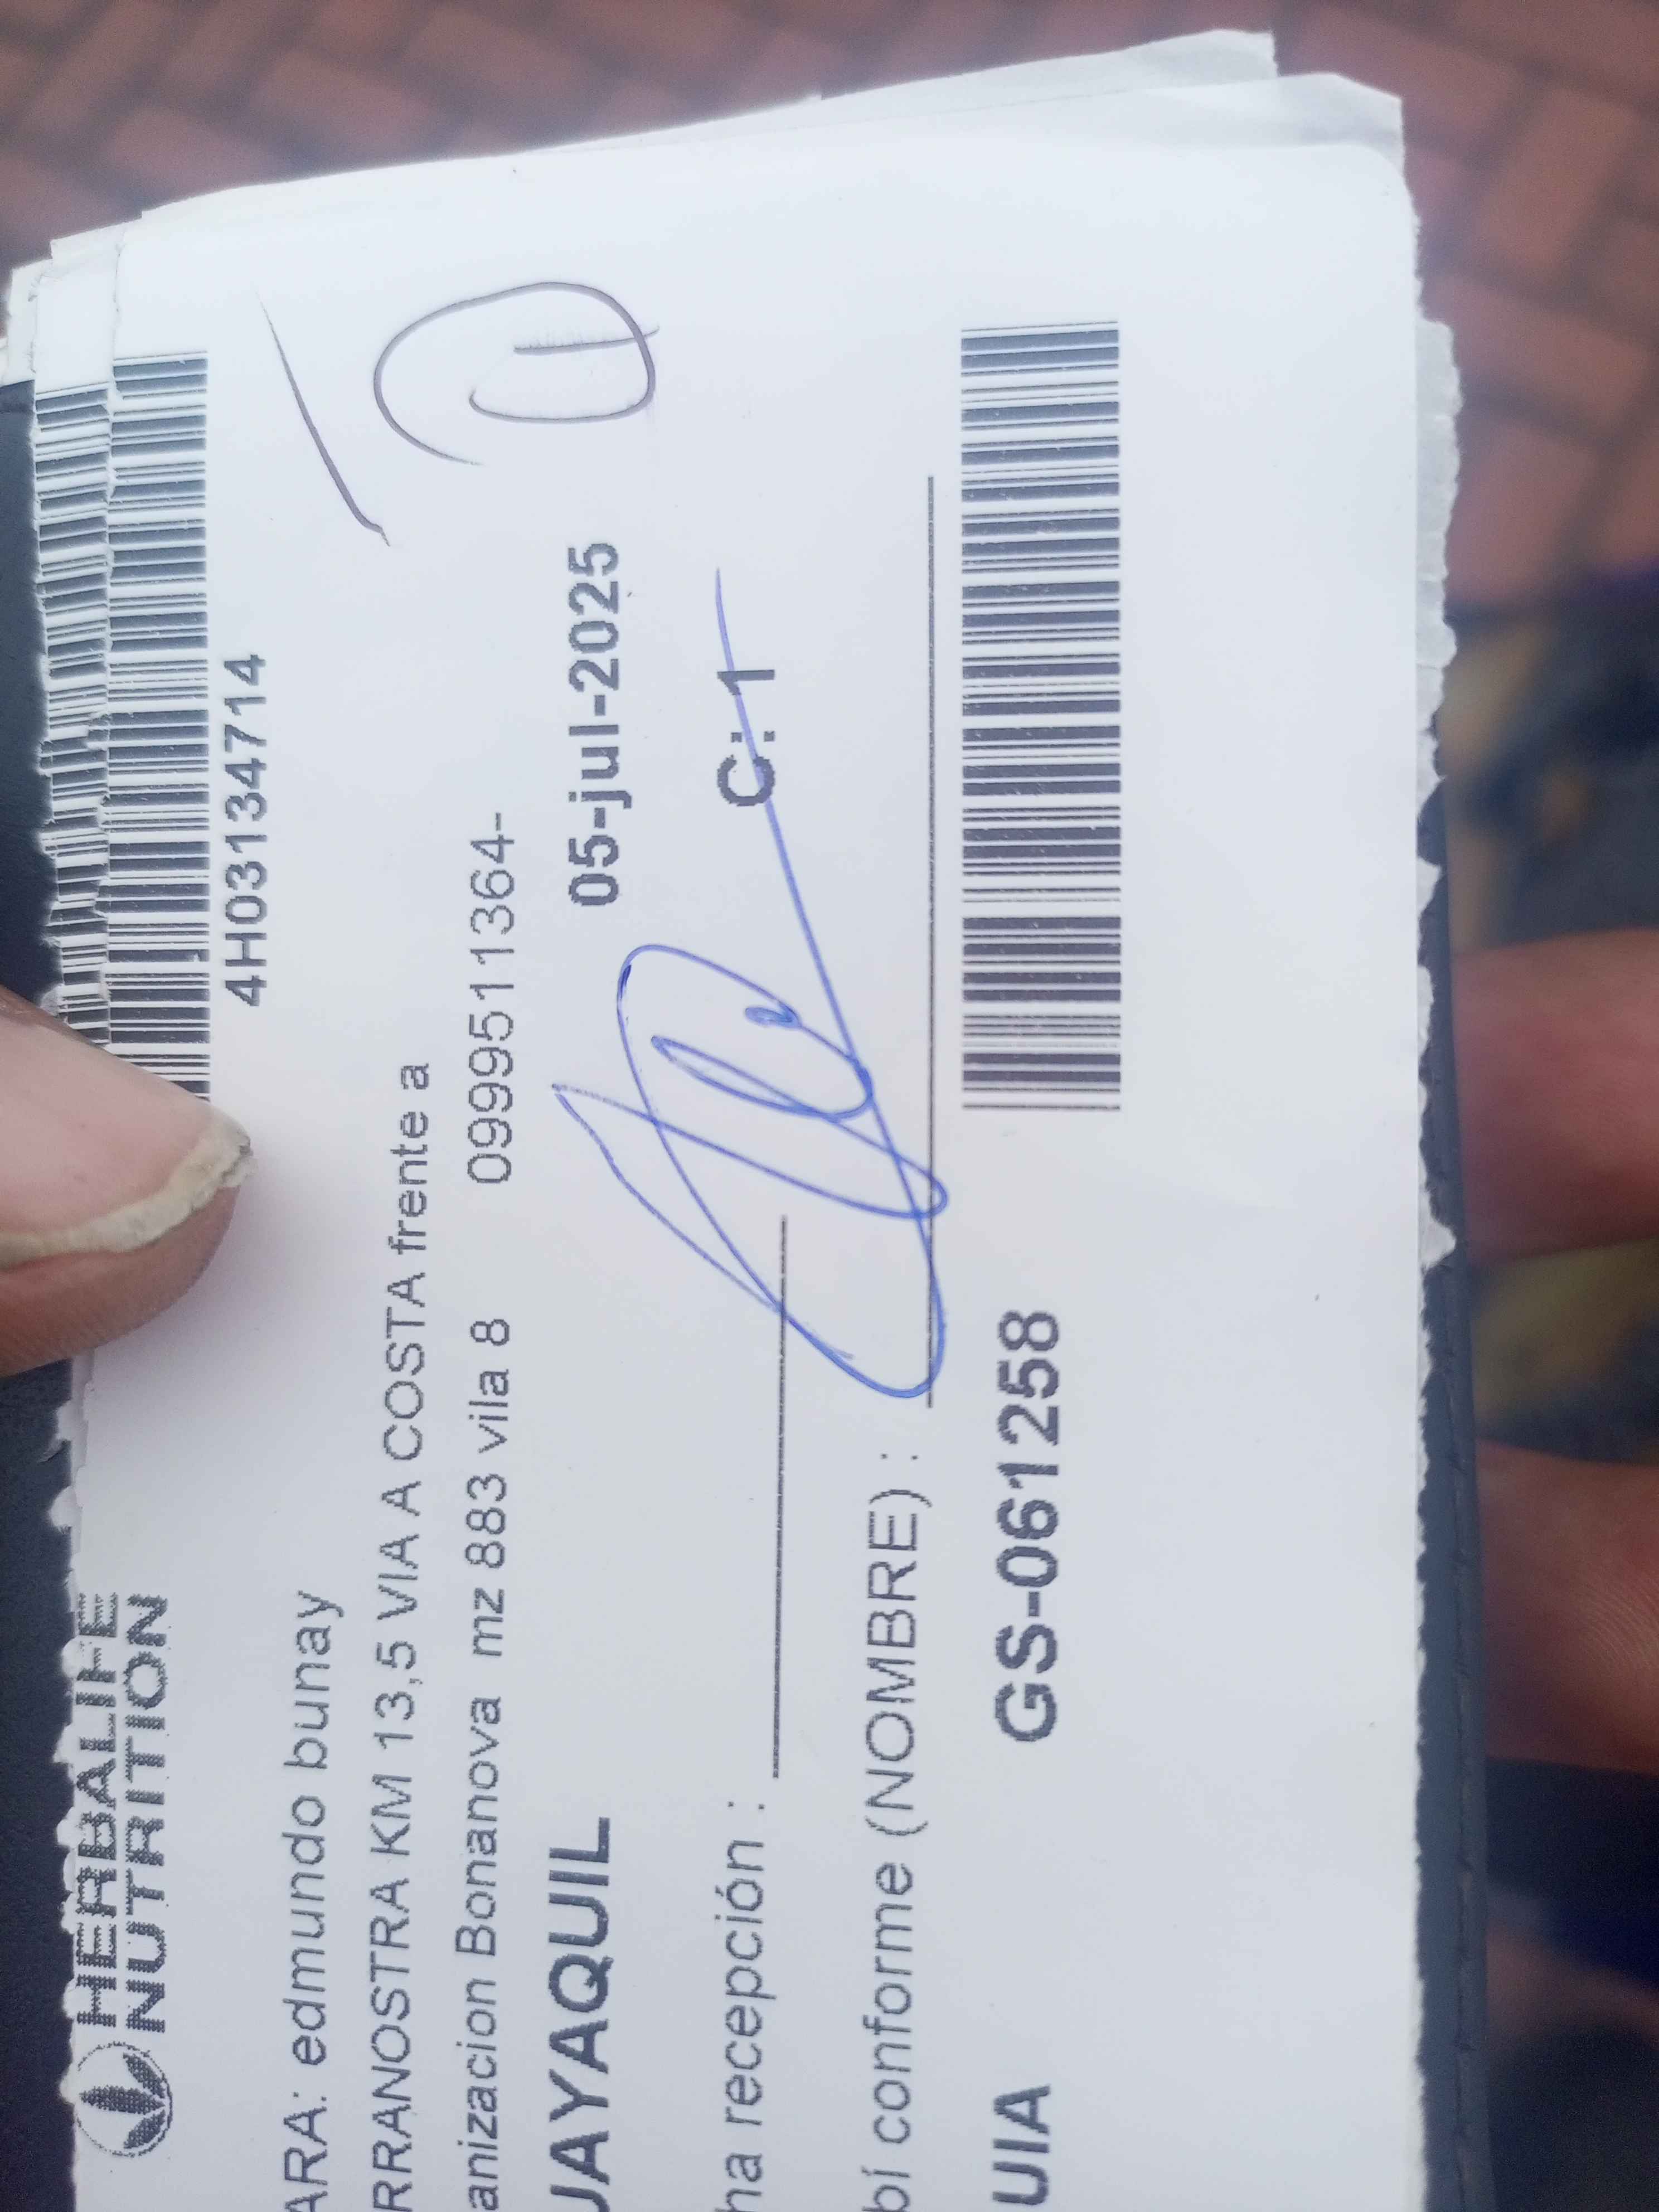 HERBALIFE
NUTRITION
4H03134714
ARA: edmundo bunay
RRANOSTRA KM 13,5 VIA A COSTA frente a
anizacion Bonanova mz 883 vila 8 0999511364-
JAYAQUIL 05-jul-2025
ha recepción : C:1
bí conforme (NOMBRE) :
UIA GS-061258